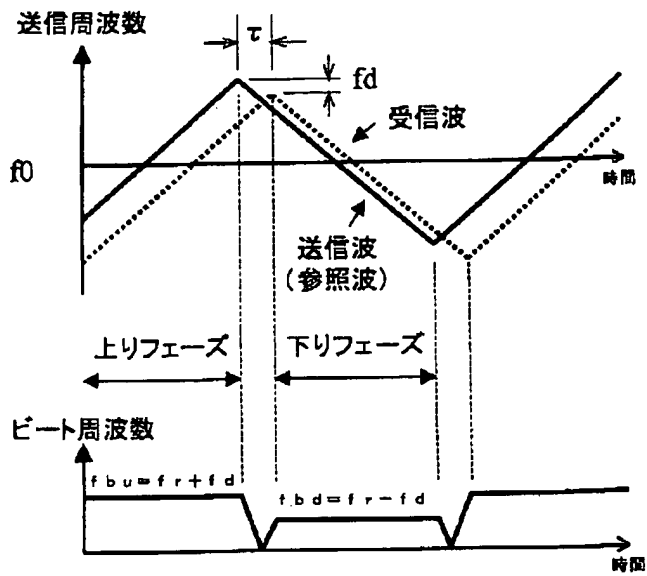 送信周波数
τ
fd
受信波
f0
時間
送信波
(参照波)
上りフェーズ
下りフェーズ
ビート周波数
fbu=fr+fd
fbd=fr-fd
時間